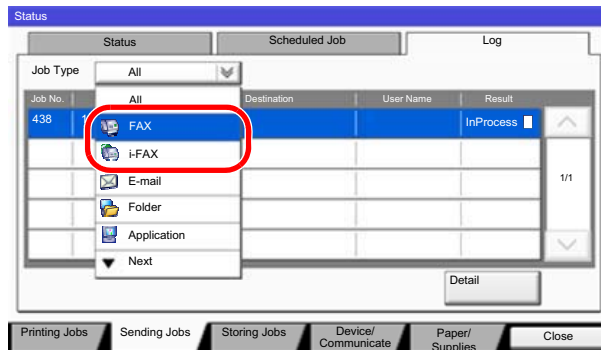 Status
Status Scheduled Job Log
Job Type All
Job No. Destination User Name Result
All
438 1 InProcess
FAX
i-FAX
E-mail 1/1
Folder
Application
Next
Detail
Printing Jobs Sending Jobs Storing Jobs Device/
Communicate Paper/
Supplies Close